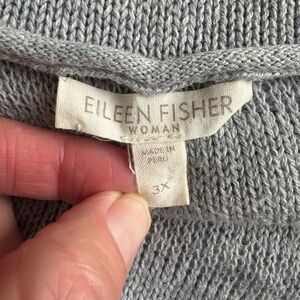 EILEEN FISHER
WOMAN
MADE IN
PERU
3X